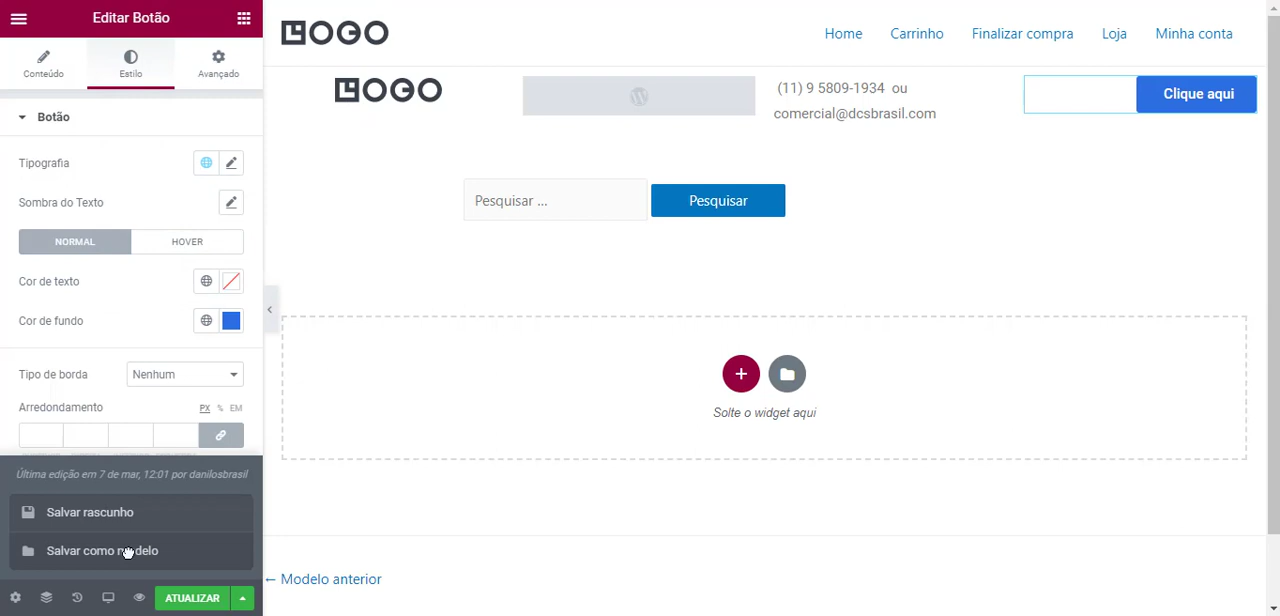 Editar Botão
Conteúdo
Estilo
Avançado
Botão
Tipografia
Sombra do Texto
NORMAL
HOVER
Cor de texto
Cor de fundo
Tipo de borda
Nenhum
Arredondamento
PX % EM
Última edição em 7 de mar, 12:01 por danilosbrasil
Salvar rascunho
Salvar como modelo
ATUALIZAR
LOGO
Home
Carrinho
Finalizar compra
Loja
Minha conta
LOGO
(11) 9 5809-1934 ou
comercial@dcsbrasil.com
Clique aqui
Pesquisar ...
Pesquisar
Solte o widget aqui
← Modelo anterior